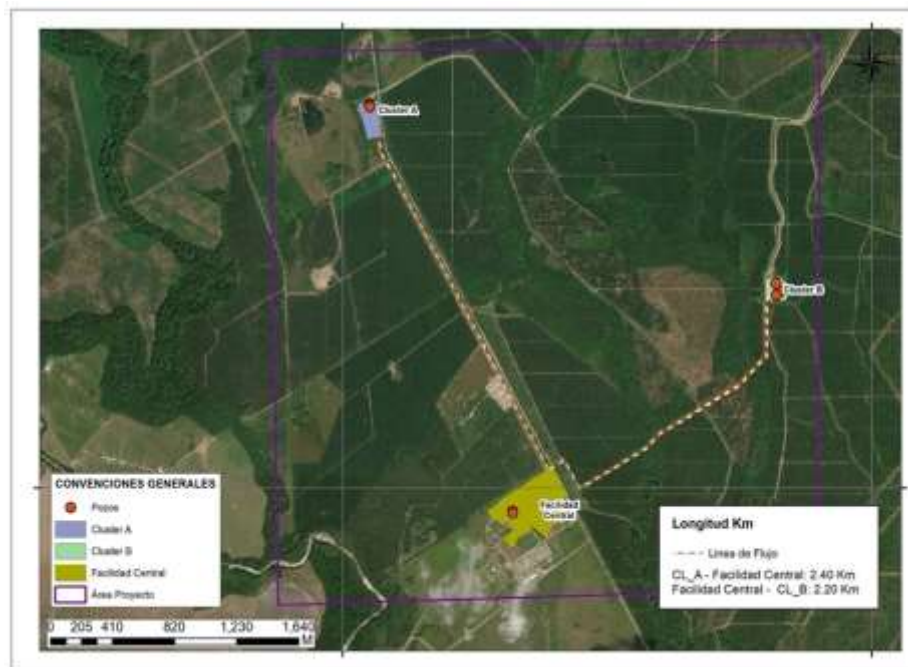 Cluster A
Cluster B
Facilidad
Central
CONVENCIONES GENERALES
Pozos
Cluster A
Cluster B
Facilidad Central
Área Proyecto
0 205 410 820 1,230 1,640
M
Longitud Km
Linea de Flujo
CL_A - Facilidad Central: 2.40 Km
Facilidad Central - CL_B: 2.20 Km